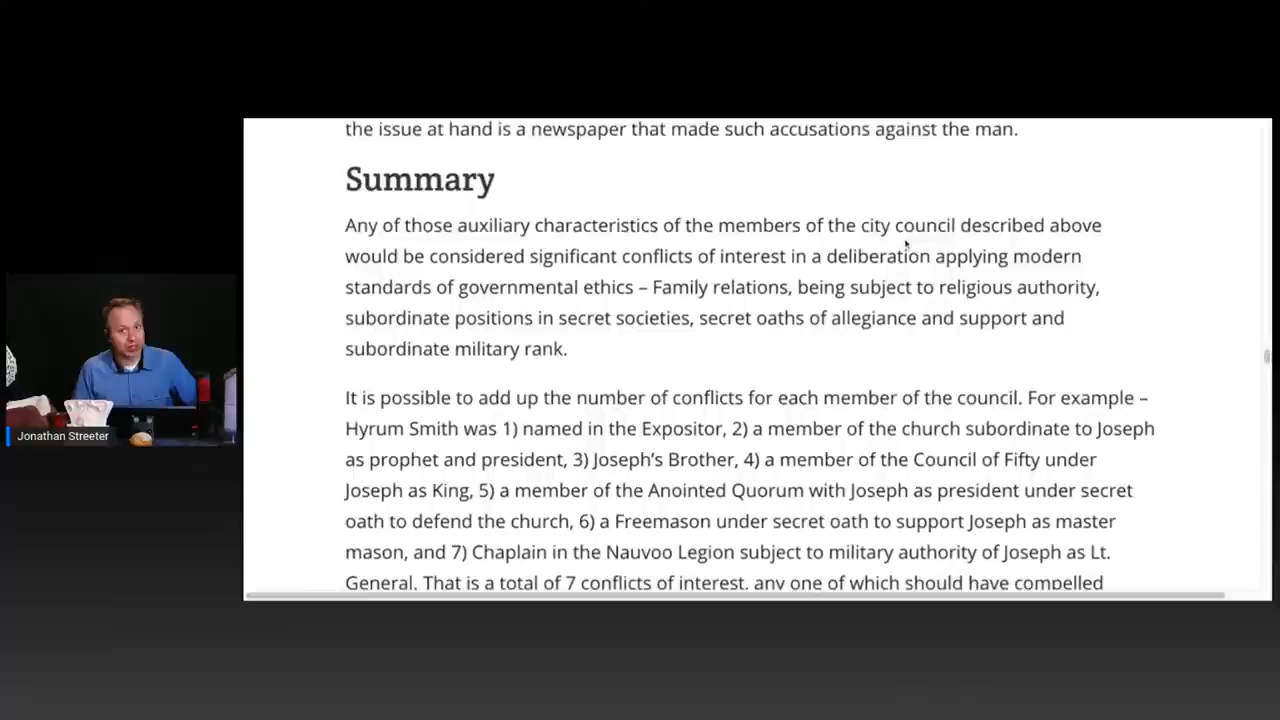 the issue at hand is a newspaper that made such accusations against the man.
Summary
Any of those auxiliary characteristics of the members of the city council described above
would be considered significant conflicts of interest in a deliberation applying modern
standards of governmental ethics – Family relations, being subject to religious authority,
subordinate positions in secret societies, secret oaths of allegiance and support and
subordinate military rank.
It is possible to add up the number of conflicts for each member of the council. For example –
Hyrum Smith was 1) named in the Expositor, 2) a member of the church subordinate to Joseph
as prophet and president, 3) Joseph’s Brother, 4) a member of the Council of Fifty under
Joseph as King, 5) a member of the Anointed Quorum with Joseph as president under secret
oath to defend the church, 6) a Freemason under secret oath to support Joseph as master
mason, and 7) Chaplain in the Nauvoo Legion subject to military authority of Joseph as Lt.
General. That is a total of 7 conflicts of interest, any one of which should have compelled
Jonathan Streeter